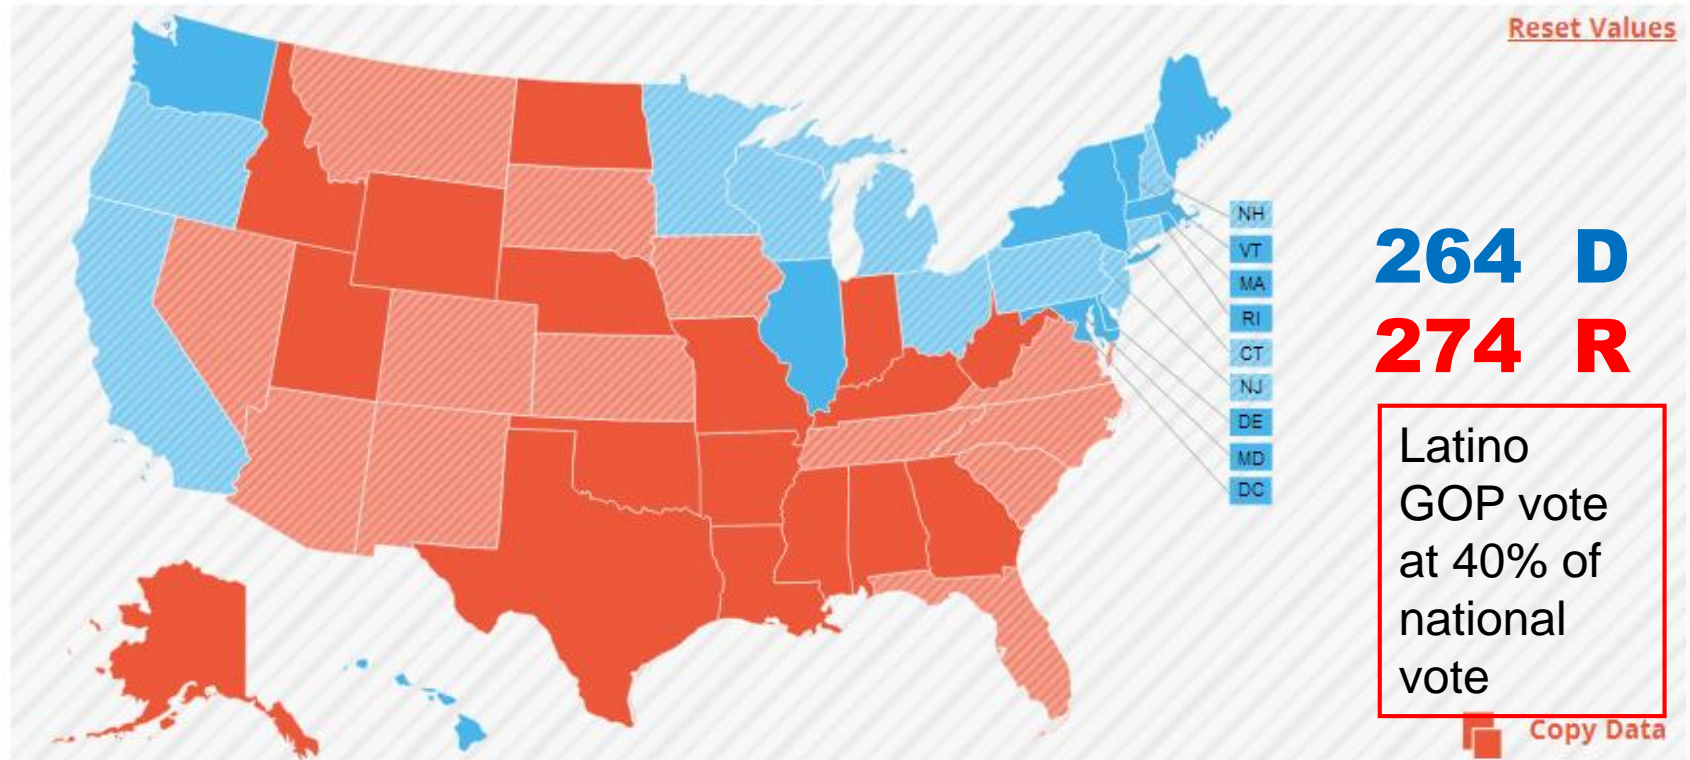 Reset Values
NH
VT
MA
RI
CT
NJ
DE
MD
DC
264 D
274 R
Latino
GOP vote
at 40% of
national
vote
Copy Data